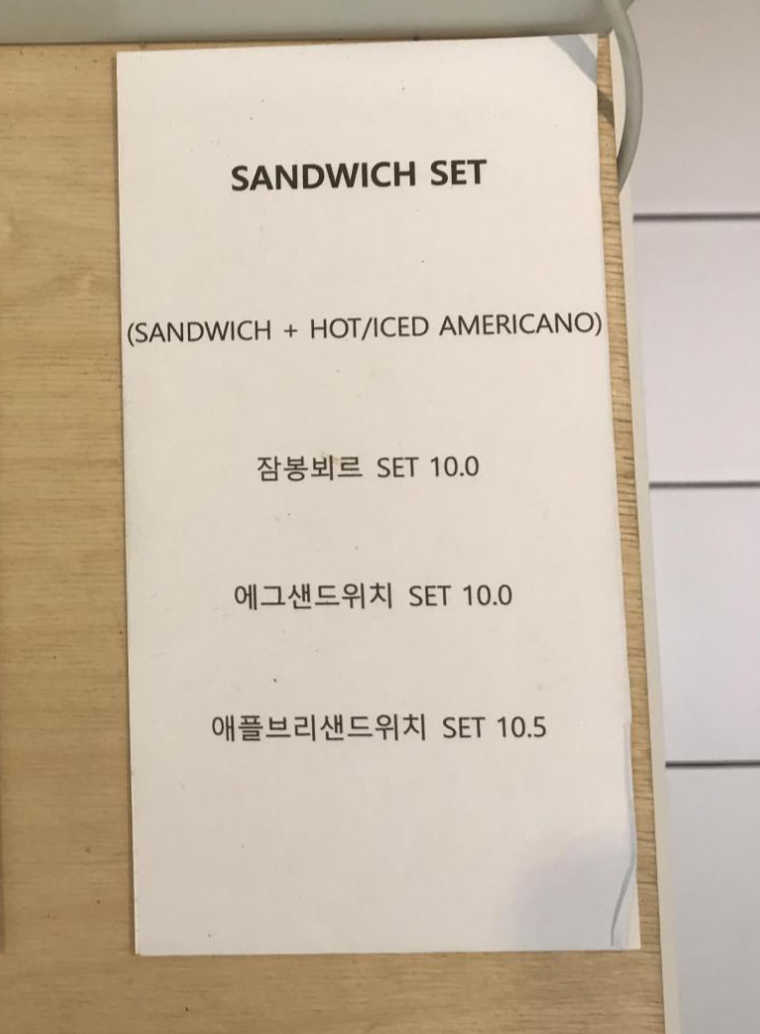 SANDWICH SET
(SANDWICH + HOT/ICED AMERICANO)
잠봉뵈르 SET 10.0
에그샌드위치 SET 10.0
애플브리샌드위치 SET 10.5